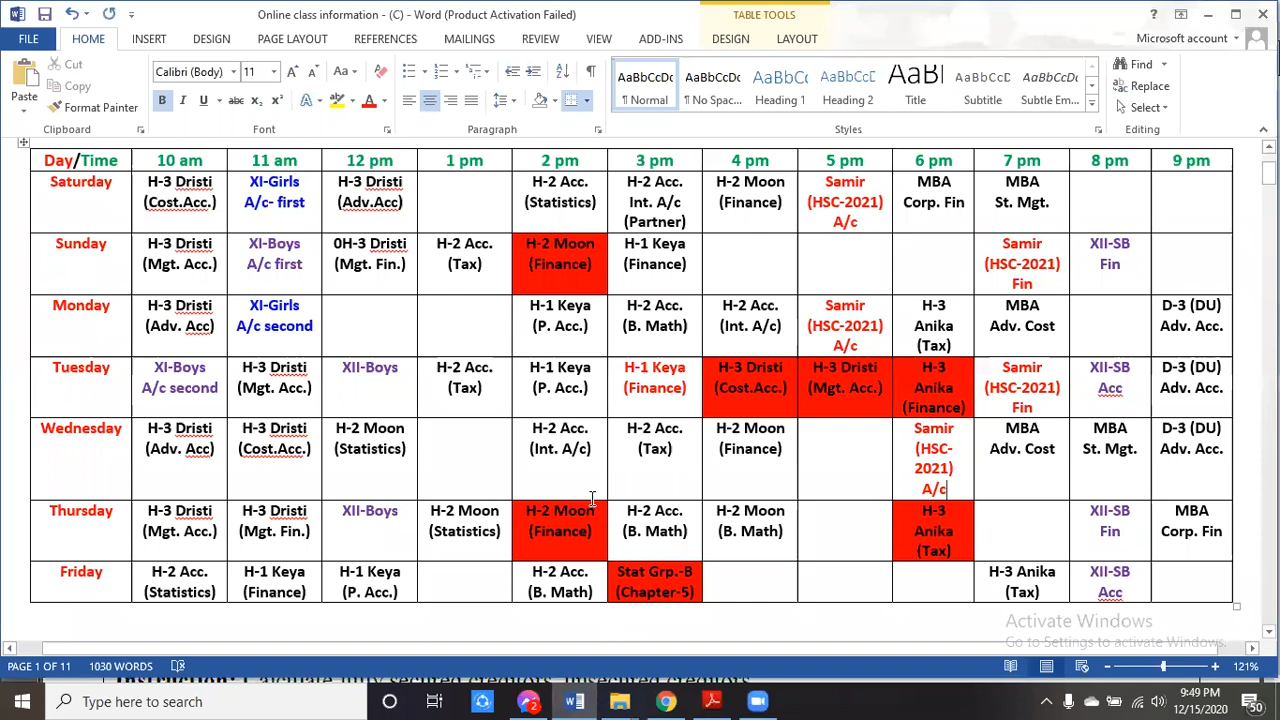 Online class information - (C) - Word (Product Activation Failed)
TABLE TOOLS
FILE HOME INSERT DESIGN PAGE LAYOUT REFERENCES MAILINGS REVIEW VIEW ADD-INS DESIGN LAYOUT
Microsoft account
Paste
Cut
Copy
Format Painter
Clipboard
Calibri (Body) 11
Font
Paragraph
AaBbCcDc AaBbCcDc AaBbCc AaBbCcC AaBl AaBbCcD AaBbCcDc
¶ Normal ¶ No Spac... Heading 1 Heading 2 Title Subtitle Subtle Em...
Styles
Find
Replace
Select
Editing
Day/Time 10 am 11 am 12 pm 1 pm 2 pm 3 pm 4 pm 5 pm 6 pm 7 pm 8 pm 9 pm
Saturday H-3 Dristi XI-Girls H-3 Dristi H-2 Acc. H-2 Acc. H-2 Moon Samir MBA MBA
(Cost.Acc.) A/c- first (Adv.Acc) (Statistics) Int. A/c (Finance) (HSC-2021) Corp. Fin St. Mgt.
(Partner) A/c
Sunday H-3 Dristi XI-Boys 0H-3 Dristi H-2 Acc. H-2 Moon H-1 Keya Samir XII-SB
(Mgt. Acc.) A/c first (Mgt. Fin.) (Tax) (Finance) (Finance) (HSC-2021) Fin
Fin
Monday H-3 Dristi XI-Girls H-1 Keya H-2 Acc. H-2 Acc. Samir H-3 MBA D-3 (DU)
(Adv. Acc) A/c second (P. Acc.) (B. Math) (Int. A/c) (HSC-2021) Anika Adv. Cost Adv. Acc.
A/c (Tax)
Tuesday XI-Boys H-3 Dristi XII-Boys H-2 Acc. H-1 Keya H-1 Keya H-3 Dristi H-3 Dristi H-3 Samir XII-SB D-3 (DU)
A/c second (Mgt. Acc.) (Tax) (P. Acc.) (Finance) (Cost.Acc.) (Mgt. Acc.) Anika (HSC-2021) Acc Adv. Acc.
(Finance) Fin
Wednesday H-3 Dristi H-3 Dristi H-2 Moon H-2 Acc. H-2 Acc. H-2 Moon Samir MBA MBA D-3 (DU)
(Adv. Acc) (Cost.Acc.) (Statistics) (Int. A/c) (Tax) (Finance) (HSC- Adv. Cost St. Mgt. Adv. Acc.
2021)
A/c
Thursday H-3 Dristi H-3 Dristi XII-Boys H-2 Moon H-2 Moon H-2 Acc. H-2 Moon H-3 XII-SB MBA
(Mgt. Acc.) (Mgt. Fin.) (Statistics) (Finance) (B. Math) (B. Math) Anika Fin Corp. Fin
(Tax)
Friday H-2 Acc. H-1 Keya H-1 Keya H-2 Acc. Stat Grp.-B H-3 Anika XII-SB
(Statistics) (Finance) (P. Acc.) (B. Math) (Chapter-5) (Tax) Acc
Activate Windows
Go to Settings to activate Windows.
PAGE 1 OF 11 1030 WORDS 121%
Type here to search
2
9:49 PM
12/15/2020
50